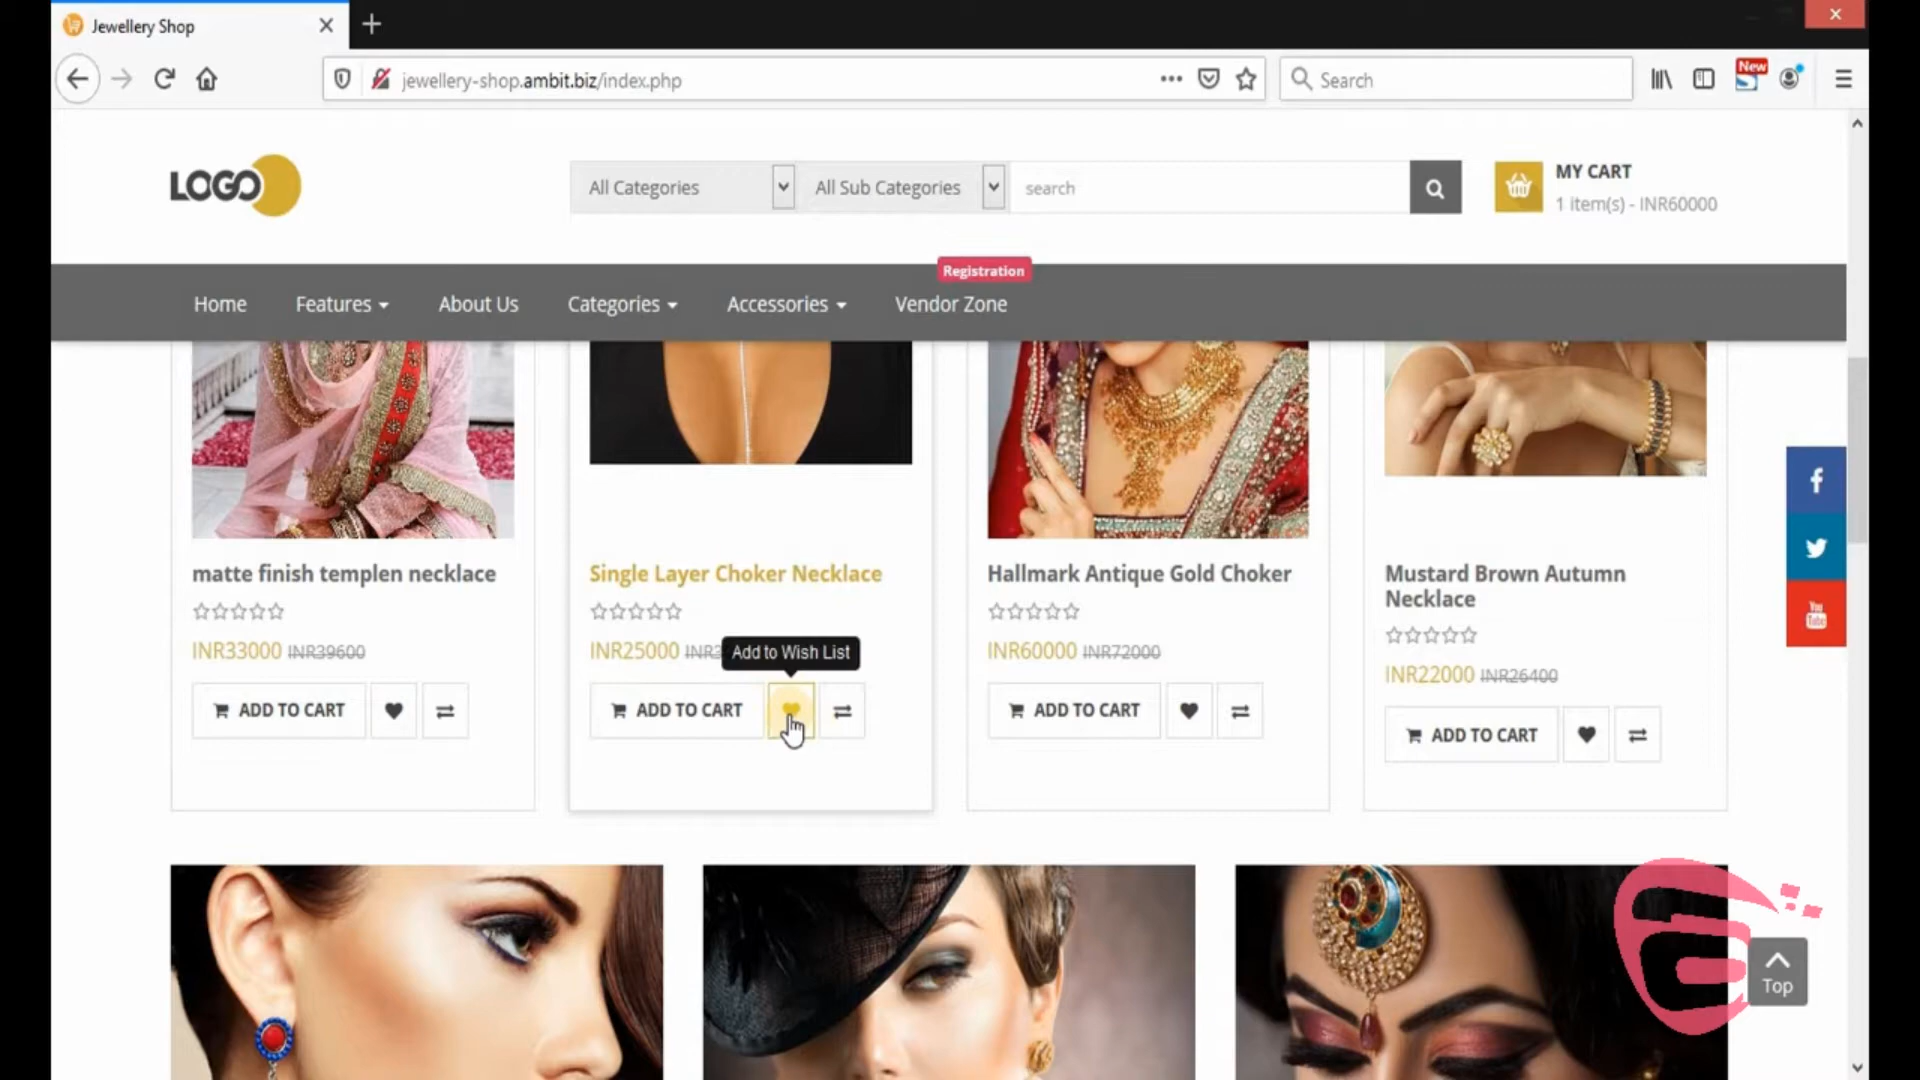 Jewellery Shop
jewellery-shop.ambit.biz/index.php
Search
New
LOGO
All Categories
All Sub Categories
search
MY CART
1 item(s) - INR60000
Registration
Home
Features
About Us
Categories
Accessories
Vendor Zone
matte finish templen necklace
INR33000 INR39600
ADD TO CART
Single Layer Choker Necklace
INR25000 INR3
Add to Wish List
ADD TO CART
Hallmark Antique Gold Choker
INR60000 INR72000
ADD TO CART
Mustard Brown Autumn
Necklace
INR22000 INR26400
ADD TO CART
You
Tube
Top